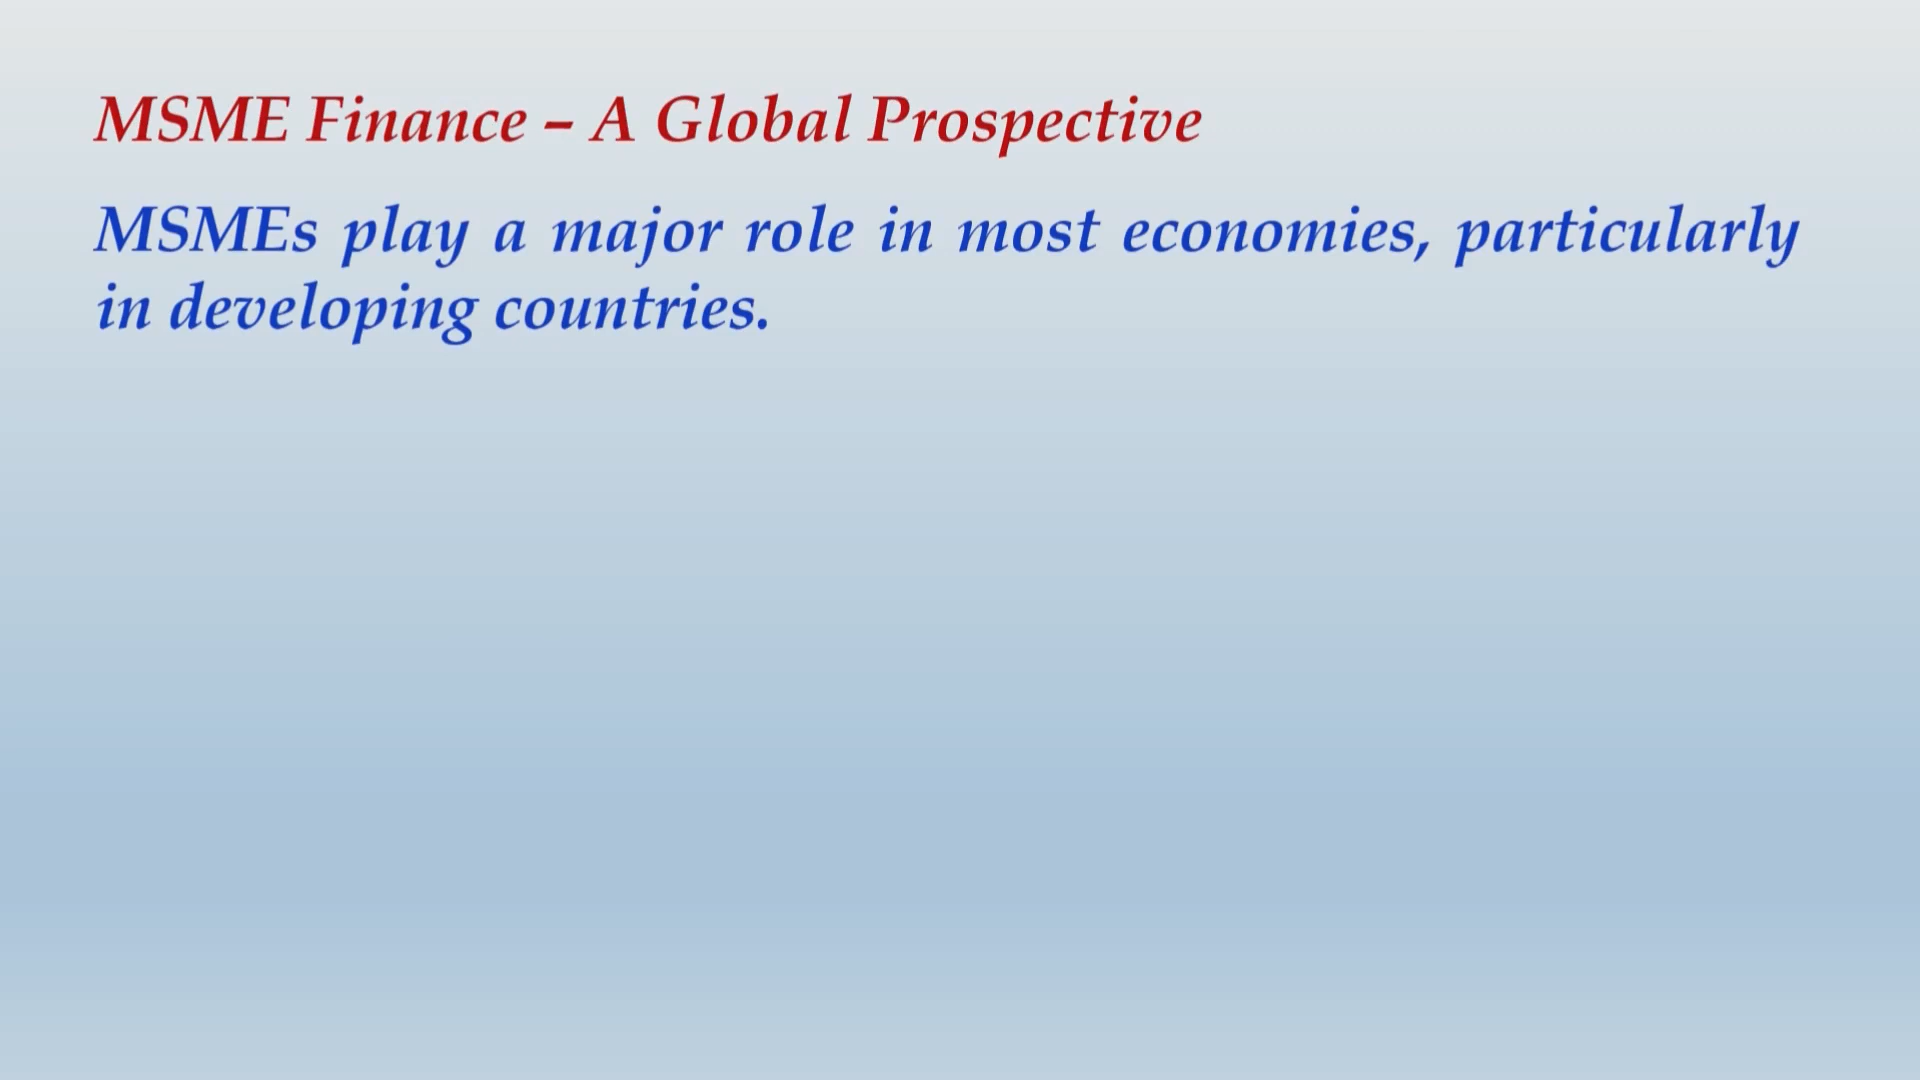 MSME Finance – A Global Prospective
MSMEs play a major role in most economies, particularly
in developing countries.